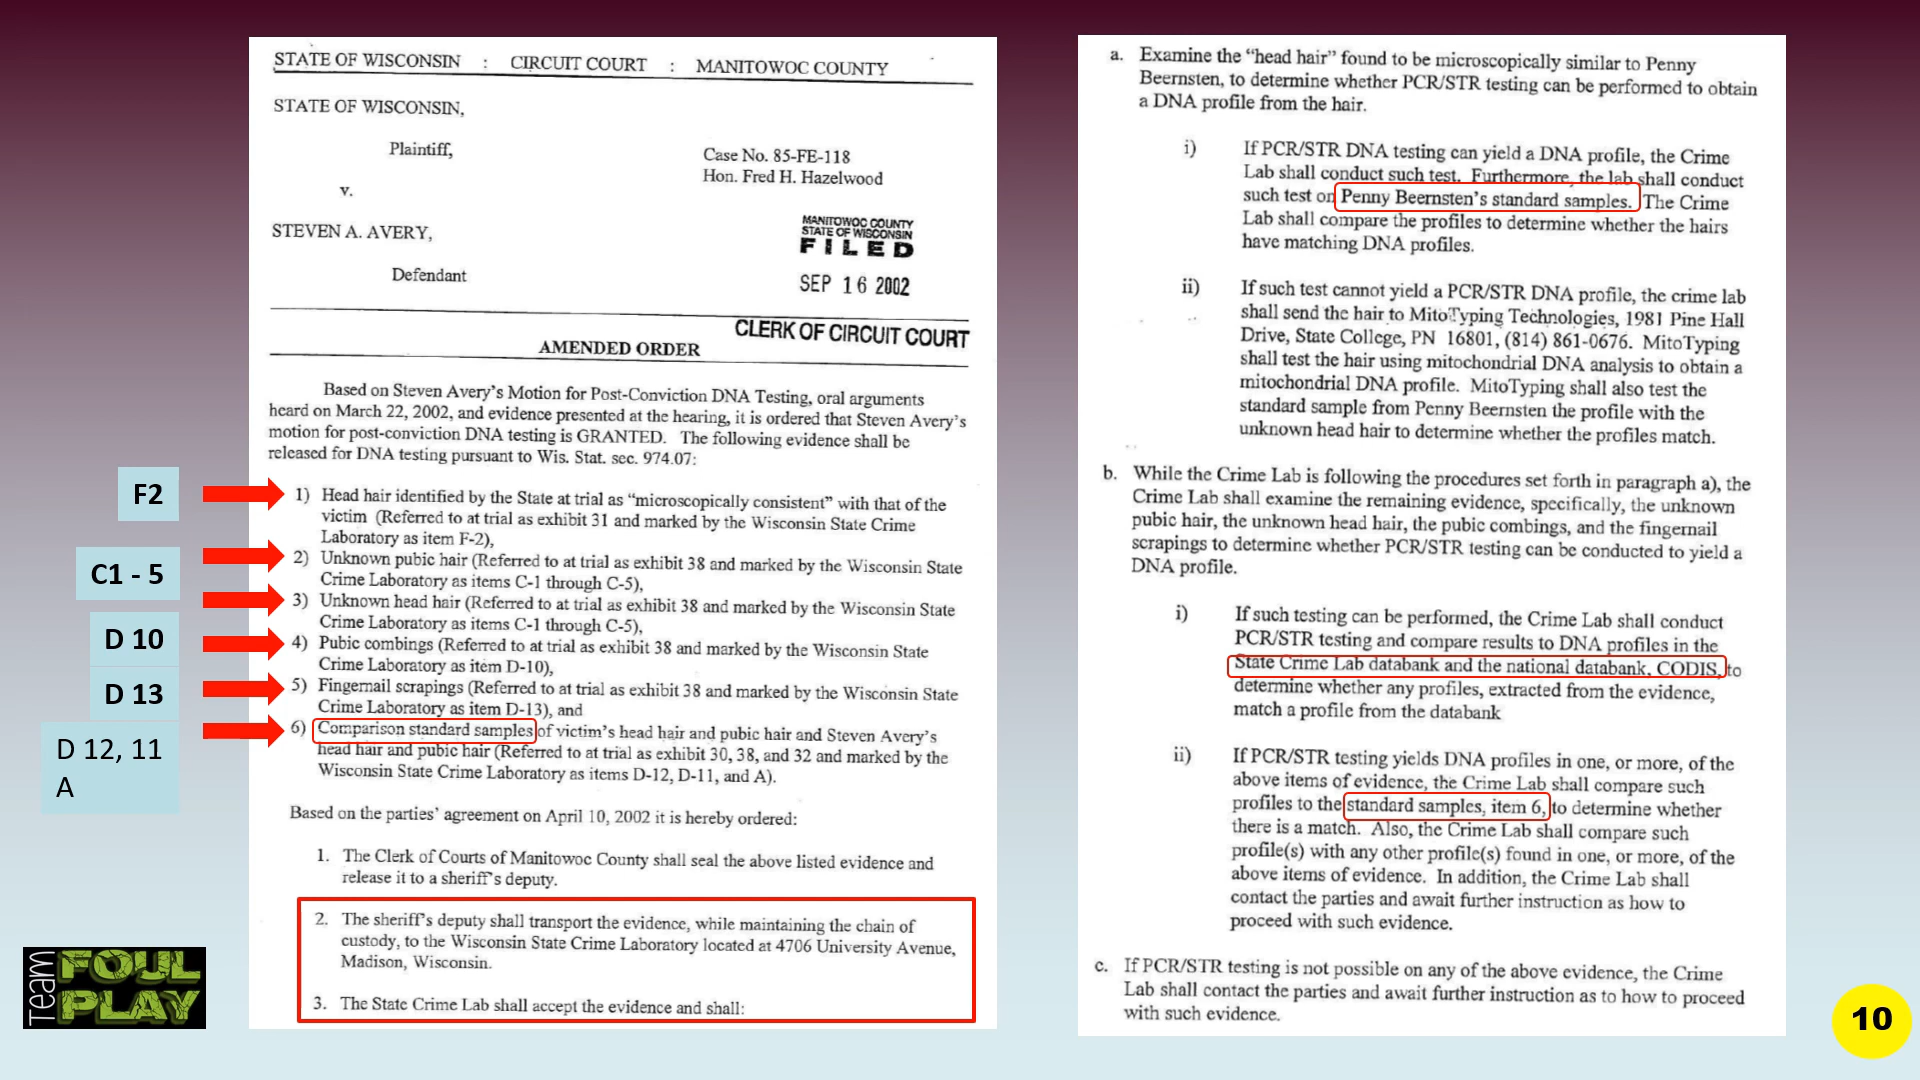 STATE OF WISCONSIN : CIRCUIT COURT : MANITOWOC COUNTY
STATE OF WISCONSIN,
Plaintiff,
Case No. 85-FE-118
Hon. Fred H. Hazelwood
v.
STEVEN A. AVERY,
MANITOWOC COUNTY
STATE OF WISCONSIN
FILED
Defendant
SEP 16 2002
CLERK OF CIRCUIT COURT
AMENDED ORDER
Based on Steven Avery's Motion for Post-Conviction DNA Testing, oral arguments
heard on March 22, 2002, and evidence presented at the hearing, it is ordered that Steven Avery's
motion for post-conviction DNA testing is GRANTED. The following evidence shall be
released for DNA testing pursuant to Wis. Stat. sec. 974.07:
F2
1) Head hair identified by the State at trial as “microscopically consistent” with that of the
victim (Referred to at trial as exhibit 31 and marked by the Wisconsin State Crime
Laboratory as item F-2),
C1 - 5
2) Unknown pubic hair (Referred to at trial as exhibit 38 and marked by the Wisconsin State
Crime Laboratory as items C-1 through C-5),
3) Unknown head hair (Referred to at trial as exhibit 38 and marked by the Wisconsin State
Crime Laboratory as items C-1 through C-5),
D 10
4) Pubic combings (Referred to at trial as exhibit 38 and marked by the Wisconsin State
Crime Laboratory as item D-10),
D 13
5) Fingernail scrapings (Referred to at trial as exhibit 38 and marked by the Wisconsin State
Crime Laboratory as item D-13), and
D 12, 11
A
6) Comparison standard samples of victim's head hair and pubic hair and Steven Avery's
head hair and pubic hair (Referred to at trial as exhibit 30, 38, and 32 and marked by the
Wisconsin State Crime Laboratory as items D-12, D-11, and A).
Based on the parties' agreement on April 10, 2002 it is hereby ordered:
1. The Clerk of Courts of Manitowoc County shall seal the above listed evidence and
release it to a sheriff's deputy.
2. The sheriff's deputy shall transport the evidence, while maintaining the chain of
custody, to the Wisconsin State Crime Laboratory located at 4706 University Avenue,
Madison, Wisconsin.
3. The State Crime Lab shall accept the evidence and shall:
a. Examine the “head hair” found to be microscopically similar to Penny
Beernsten, to determine whether PCR/STR testing can be performed to obtain
a DNA profile from the hair.
i) If PCR/STR DNA testing can yield a DNA profile, the Crime
Lab shall conduct such test. Furthermore, the lab shall conduct
such test on Penny Beernsten's standard samples. The Crime
Lab shall compare the profiles to determine whether the hairs
have matching DNA profiles.
ii) If such test cannot yield a PCR/STR DNA profile, the crime lab
shall send the hair to MitoTyping Technologies, 1981 Pine Hall
Drive, State College, PN 16801, (814) 861-0676. MitoTyping
shall test the hair using mitochondrial DNA analysis to obtain a
mitochondrial DNA profile. MitoTyping shall also test the
standard sample from Penny Beernsten the profile with the
unknown head hair to determine whether the profiles match.
b. While the Crime Lab is following the procedures set forth in paragraph a), the
Crime Lab shall examine the remaining evidence, specifically, the unknown
pubic hair, the unknown head hair, the pubic combings, and the fingernail
scrapings to determine whether PCR/STR testing can be conducted to yield a
DNA profile.
i) If such testing can be performed, the Crime Lab shall conduct
PCR/STR testing and compare results to DNA profiles in the
State Crime Lab databank and the national databank, CODIS, to
determine whether any profiles, extracted from the evidence,
match a profile from the databank
ii) If PCR/STR testing yields DNA profiles in one, or more, of the
above items of evidence, the Crime Lab shall compare such
profiles to the standard samples, item 6, to determine whether
there is a match. Also, the Crime Lab shall compare such
profile(s) with any other profile(s) found in one, or more, of the
above items of evidence. In addition, the Crime Lab shall
contact the parties and await further instruction as how to
proceed with such evidence.
c. If PCR/STR testing is not possible on any of the above evidence, the Crime
Lab shall contact the parties and await further instruction as to how to proceed
with such evidence.
Team
FOUL
PLAY
10